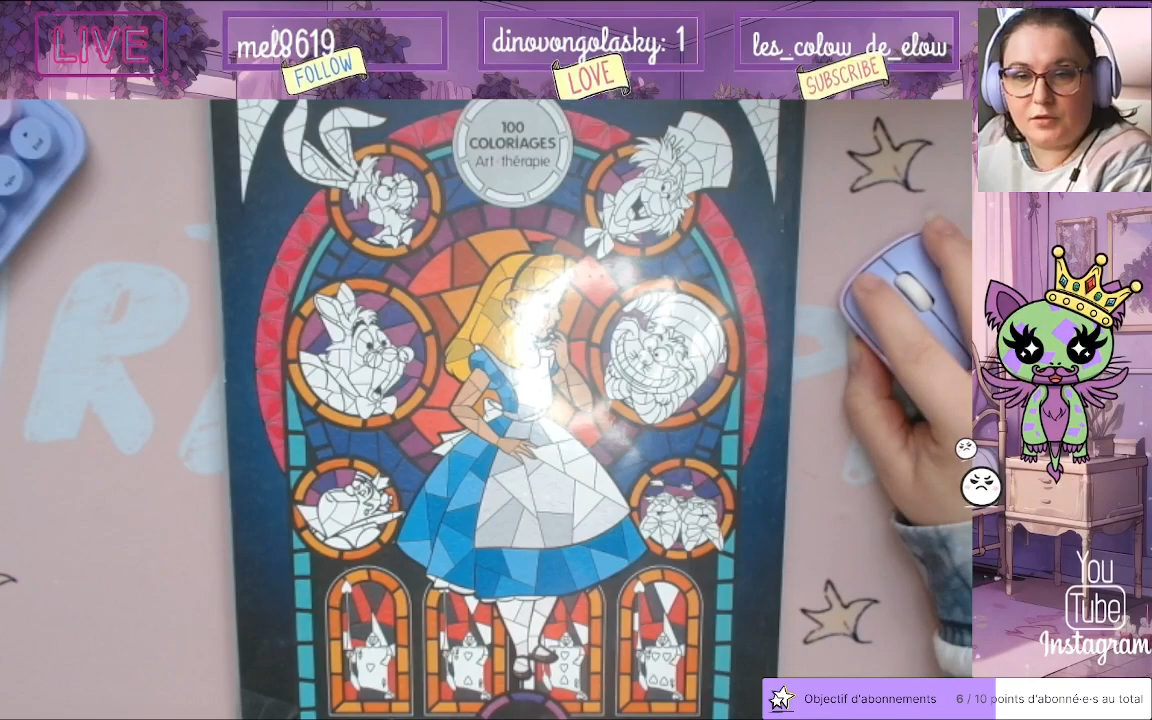 LIVE
mel8619
FOLLOW
dinovongolasky: 1
LOVE
les_colow_de_elow
SUBSCRIBE
100
COLORIAGES
Art-thérapie
You
Tube
Instagram
Objectif d'abonnements 6 / 10 points d'abonné·e·s au total